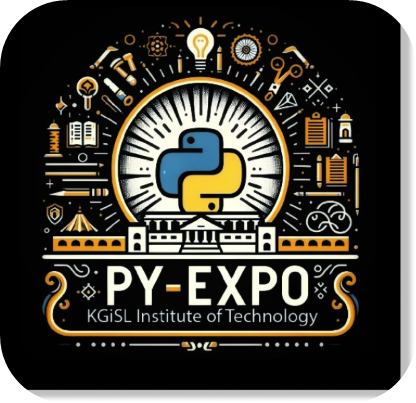 PY-EXPO
KGiSL Institute of Technology